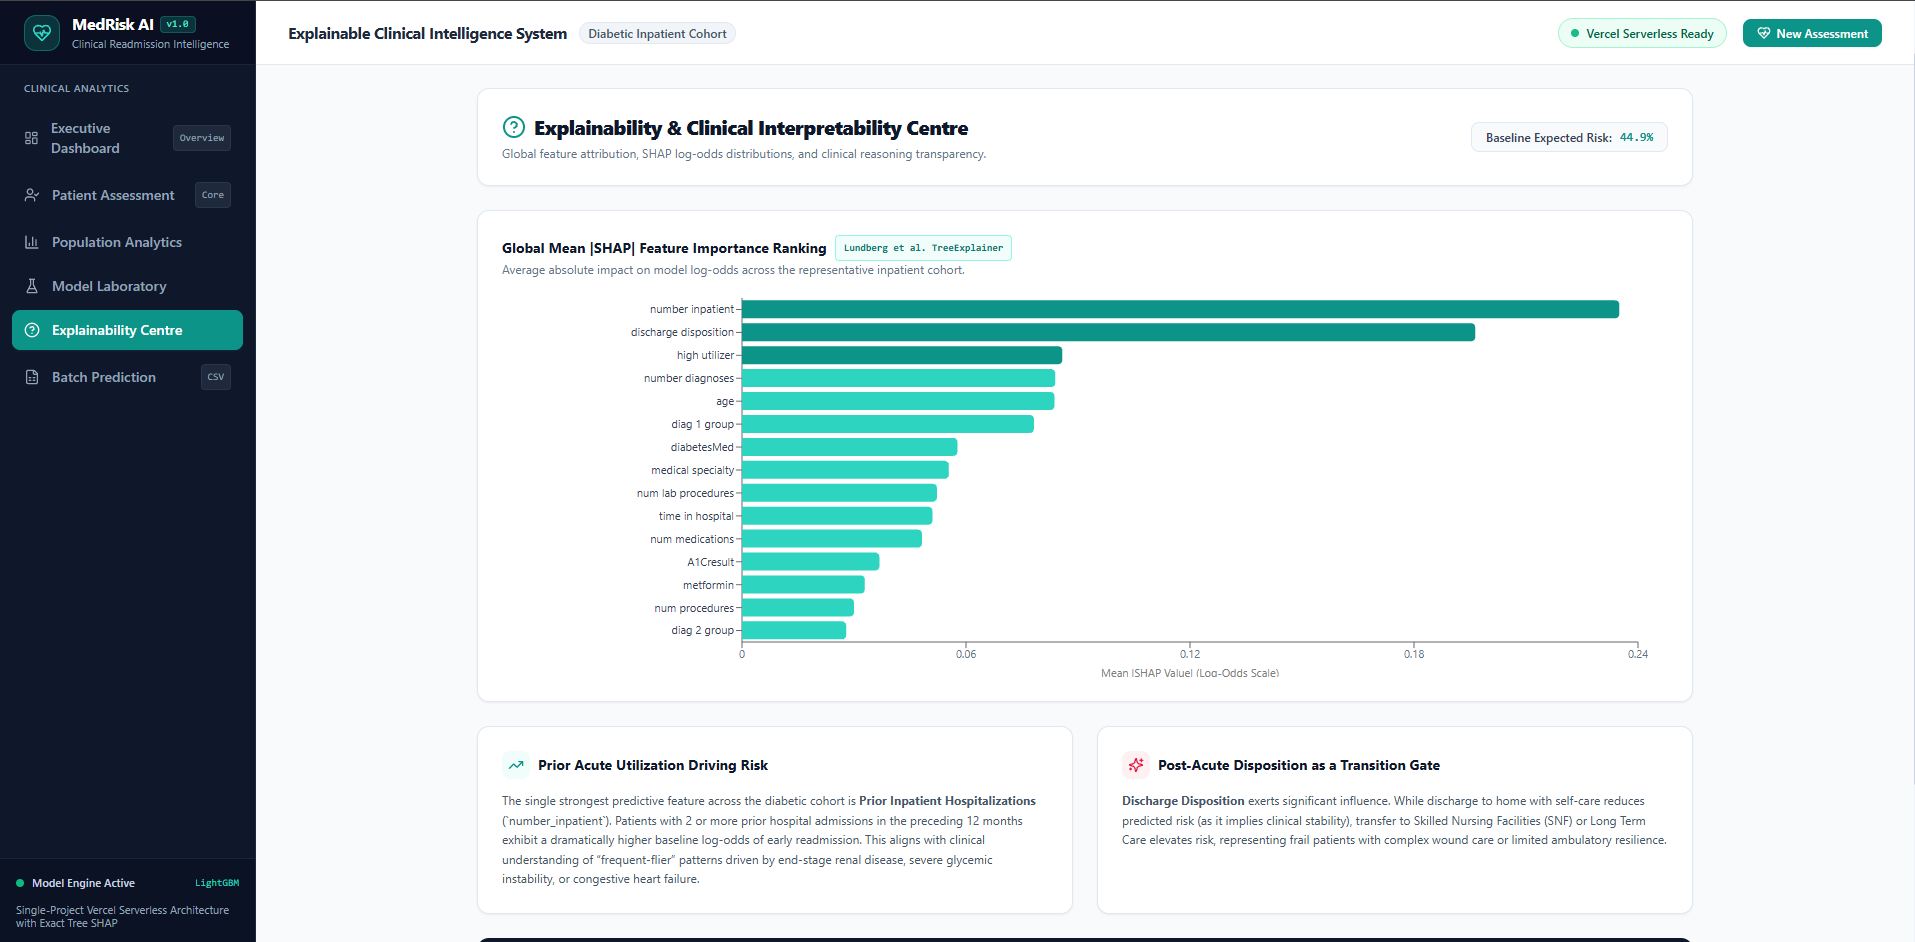 MedRisk AI v1.0
Clinical Readmission Intelligence
CLINICAL ANALYTICS
Executive
Dashboard
Overview
Patient Assessment Core
Population Analytics
Model Laboratory
Explainability Centre
Batch Prediction CSV
Model Engine Active LightGBM
Single-Project Vercel Serverless Architecture
with Exact Tree SHAP
Explainable Clinical Intelligence System Diabetic Inpatient Cohort
Vercel Serverless Ready New Assessment
Explainability & Clinical Interpretability Centre
Global feature attribution, SHAP log-odds distributions, and clinical reasoning transparency.
Baseline Expected Risk: 44.9%
Global Mean |SHAP| Feature Importance Ranking Lundberg et al. TreeExplainer
Average absolute impact on model log-odds across the representative inpatient cohort.
number inpatient
discharge disposition
high utilizer
number diagnoses
age
diag 1 group
diabetesMed
medical specialty
num lab procedures
time in hospital
num medications
A1Cresult
metformin
num procedures
diag 2 group
0 0.06 0.12 0.18 0.24
Mean |SHAP Value| (Log-Odds Scale)
Prior Acute Utilization Driving Risk
The single strongest predictive feature across the diabetic cohort is Prior Inpatient Hospitalizations
(`number_inpatient`). Patients with 2 or more prior hospital admissions in the preceding 12 months
exhibit a dramatically higher baseline log-odds of early readmission. This aligns with clinical
understanding of “frequent-flier” patterns driven by end-stage renal disease, severe glycemic
instability, or congestive heart failure.
Post-Acute Disposition as a Transition Gate
Discharge Disposition exerts significant influence. While discharge to home with self-care reduces
predicted risk (as it implies clinical stability), transfer to Skilled Nursing Facilities (SNF) or Long Term
Care elevates risk, representing frail patients with complex wound care or limited ambulatory resilience.